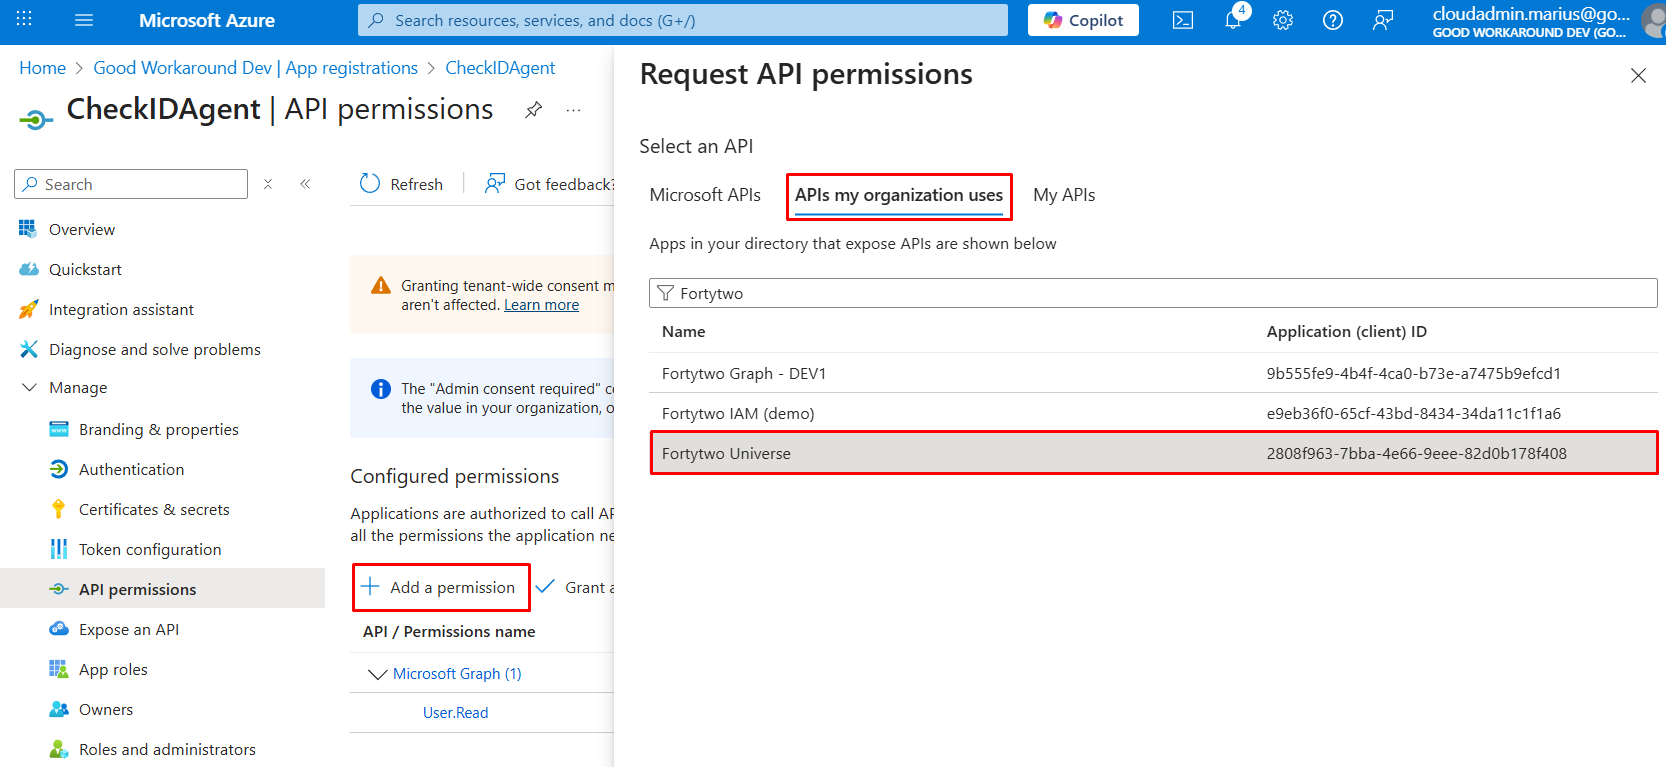 Microsoft Azure
Search resources, services, and docs (G+/)
Copilot
4
cloudadmin.marius@go...
GOOD WORKAROUND DEV (GO...
Home > Good Workaround Dev | App registrations > CheckIDAgent
CheckIDAgent | API permissions
...
Search
Refresh
Got feedback?
Overview
Quickstart
Integration assistant
Diagnose and solve problems
Manage
Branding & properties
Authentication
Certificates & secrets
Token configuration
API permissions
Expose an API
App roles
Owners
Roles and administrators
Granting tenant-wide consent m
aren't affected. Learn more
The "Admin consent required" c
the value in your organization, o
Configured permissions
Applications are authorized to call AP
all the permissions the application ne
Add a permission
Grant a
API / Permissions name
Microsoft Graph (1)
User.Read
Request API permissions
Select an API
Microsoft APIs
APIs my organization uses
My APIs
Apps in your directory that expose APIs are shown below
Fortytwo
Name Application (client) ID
Fortytwo Graph - DEV1 9b555fe9-4b4f-4ca0-b73e-a7475b9efcd1
Fortytwo IAM (demo) e9eb36f0-65cf-43bd-8434-34da11c1f1a6
Fortytwo Universe 2808f963-7bba-4e66-9eee-82d0b178f408